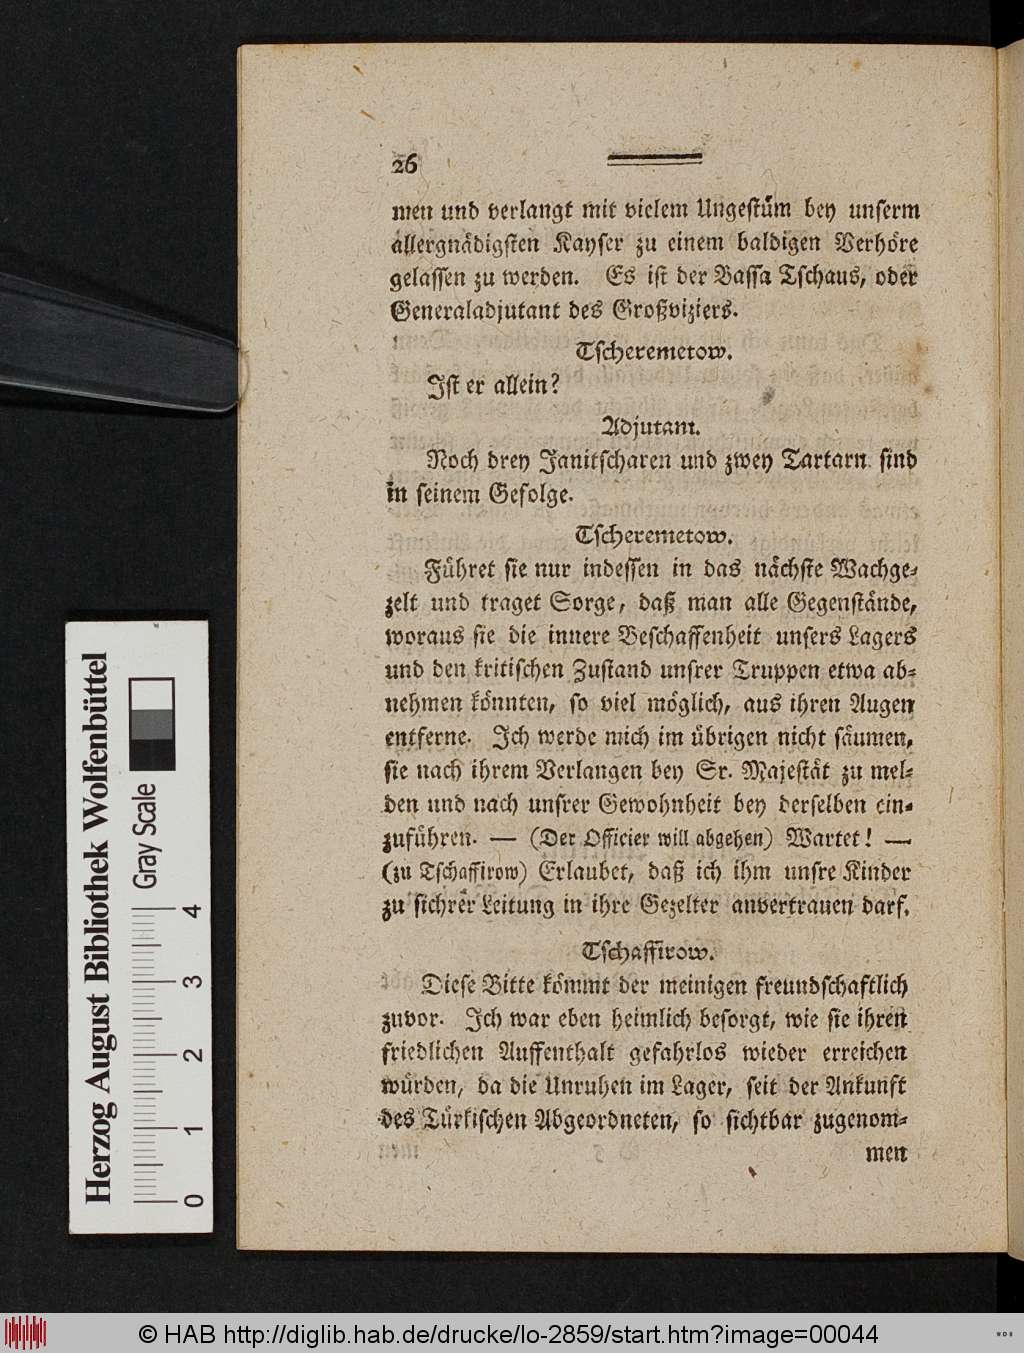 26
men und verlangt mit vielem Ungestüm bey unserm
allergnädigsten Kayser zu einem baldigen Verhöre
gelassen zu werden. Es ist der Bassa Tschaus, oder
Generaladjutant des Großviziers.
Tscheremetow.
Ist er allein?
Adjutant.
Noch drey Janitscharen und zwey Tartarn sind
in seinem Gefolge.
Tscheremetow.
Führet sie nur indessen in das nächste Wachge-
zelt und traget Sorge, daß man alle Gegenstände,
woraus sie die innere Beschaffenheit unsers Lagers
und den kritischen Zustand unsrer Truppen etwa ab-
nehmen könnten, so viel möglich, aus ihren Augen
entferne. Ich werde mich im übrigen nicht säumen,
sie nach ihrem Verlangen bey Sr. Majestät zu mel-
den und nach unsrer Gewohnheit bey derselben ein-
zuführen. — (Der Officier will abgehen) Wartet! —
(zu Tschaffirow) Erlaubet, daß ich ihm unsre Kinder
zu sichrer Leitung in ihre Gezelter anvertrauen darf.
Tschaffirow.
Diese Bitte kömmt der meinigen freundschaftlich
zuvor. Ich war eben heimlich besorgt, wie sie ihren
friedlichen Auffenthalt gefahrlos wieder erreichen
würden, da die Unruhen im Lager, seit der Ankunft
des Türkischen Abgeordneten, so sichtbar zugenom-
men
Herzog August Bibliothek Wolfenbüttel
Gray Scale
0 1 2 3 4
© HAB http://diglib.hab.de/drucke/lo-2859/start.htm?image=00044